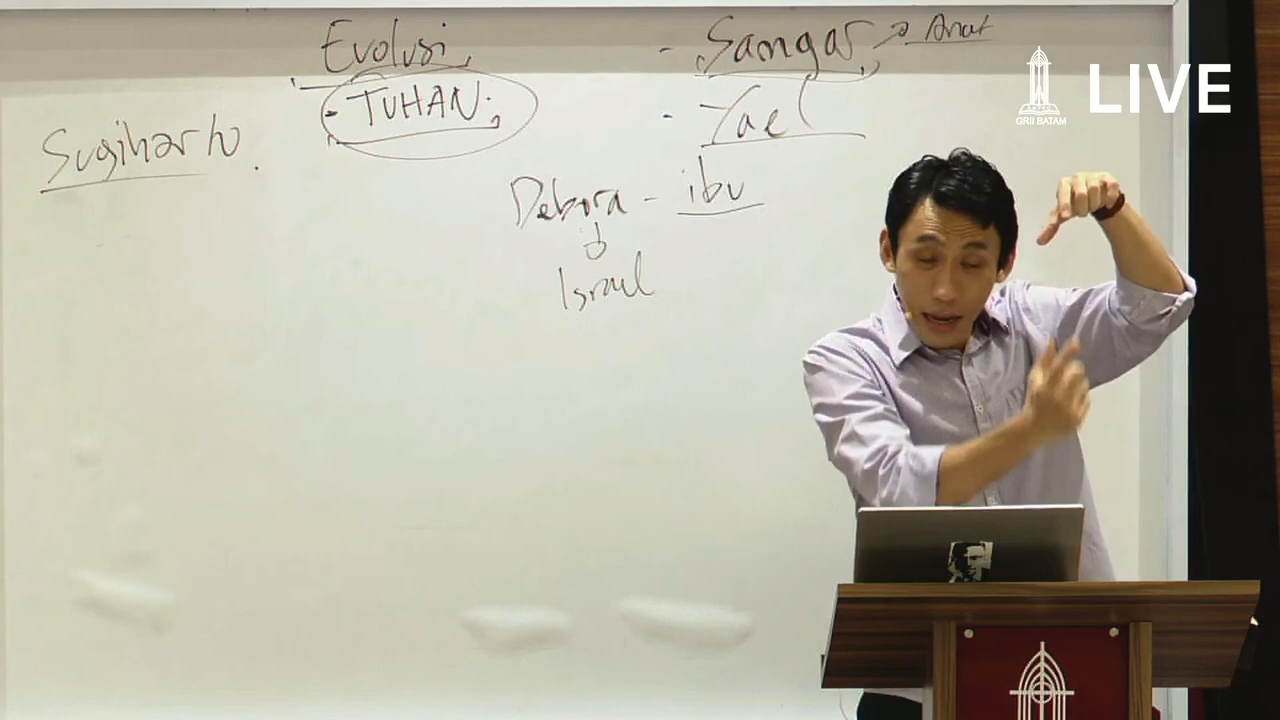 Evolusi
- TUHAN.
Sugiharto.
- Samgar → Anat
- Yael
Debora - ibu
Israel
LIVE
GRII BATAM